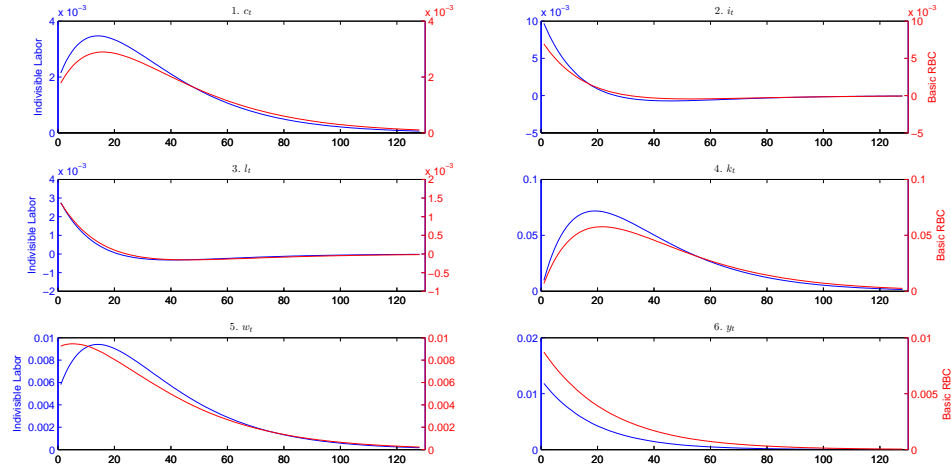 1. c_t
x 10^−3
x 10^−3
4
2
0
4
2
0
Indivisible Labor
0 20 40 60 80 100 120
2. i_t
x 10^−3
x 10^−3
10
5
0
−5
10
5
0
−5
Basic RBC
0 20 40 60 80 100 120
3. l_t
x 10^−3
x 10^−3
4
3
2
1
0
−1
−2
2
1.5
1
0.5
0
−0.5
−1
Indivisible Labor
0 20 40 60 80 100 120
4. k_t
0.1
0.05
0
0.1
0.05
0
Basic RBC
0 20 40 60 80 100 120
5. w_t
0.01
0.008
0.006
0.004
0.002
0
0.01
0.008
0.006
0.004
0.002
0
Indivisible Labor
0 20 40 60 80 100 120
6. y_t
0.02
0.01
0
0.01
0.005
0
Basic RBC
0 20 40 60 80 100 120